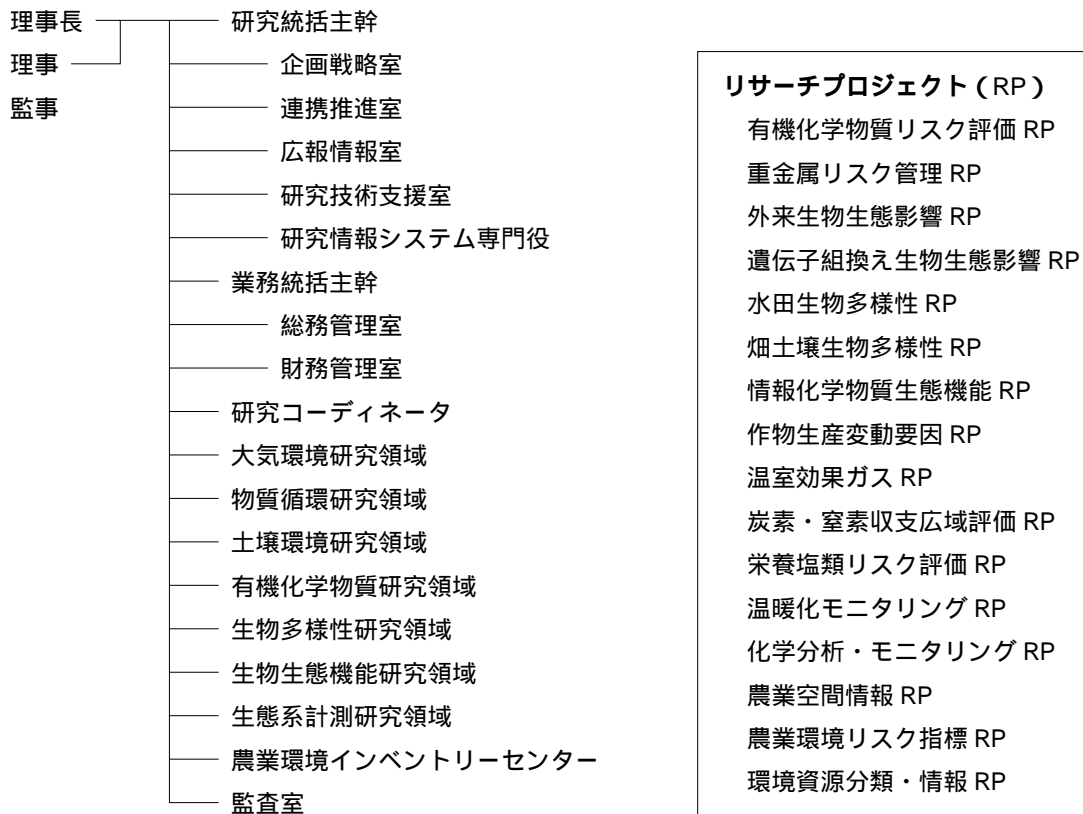 理事長
理事
監事
研究統括主幹
企画戦略室
連携推進室
広報情報室
研究技術支援室
研究情報システム専門役
業務統括主幹
総務管理室
財務管理室
研究コーディネータ
大気環境研究領域
物質循環研究領域
土壌環境研究領域
有機化学物質研究領域
生物多様性研究領域
生物生態機能研究領域
生態系計測研究領域
農業環境インベントリーセンター
監査室
リサーチプロジェクト(RP)
有機化学物質リスク評価 RP
重金属リスク管理 RP
外来生物生態影響 RP
遺伝子組換え生物生態影響 RP
水田生物多様性 RP
畑土壌生物多様性 RP
情報化学物質生態機能 RP
作物生産変動要因 RP
温室効果ガス RP
炭素・窒素収支広域評価 RP
栄養塩類リスク評価 RP
温暖化モニタリング RP
化学分析・モニタリング RP
農業空間情報 RP
農業環境リスク指標 RP
環境資源分類・情報 RP